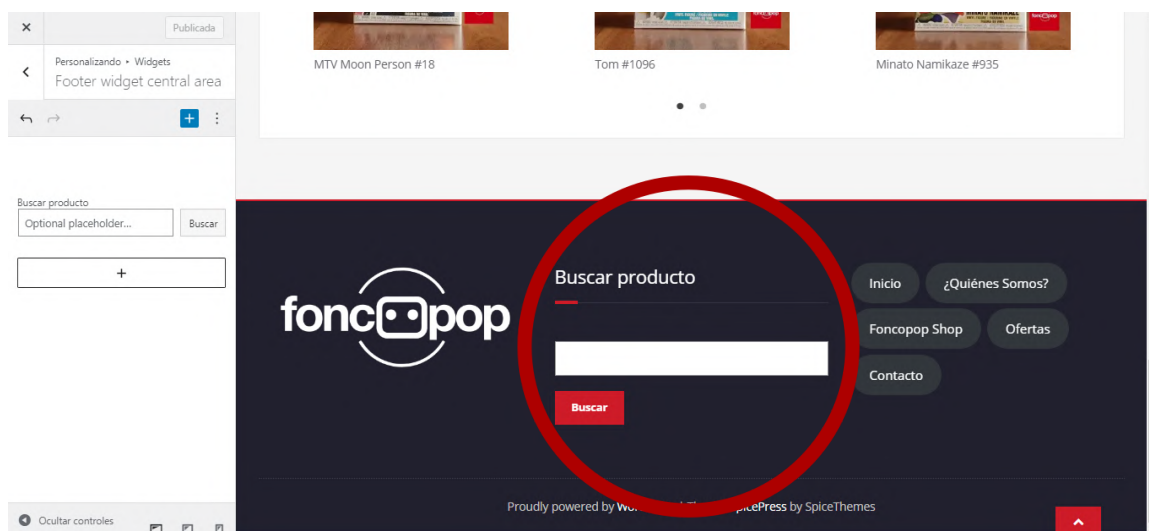 Publicada
Personalizando ▸ Widgets
Footer widget central area
Buscar producto
Optional placeholder...
Buscar
Ocultar controles
MTV Moon Person #18
Tom #1096
Minato Namikaze #935
foncopop
Buscar producto
Buscar
Inicio
¿Quiénes Somos?
Foncopop Shop
Ofertas
Contacto
Proudly powered by by SpiceThemes